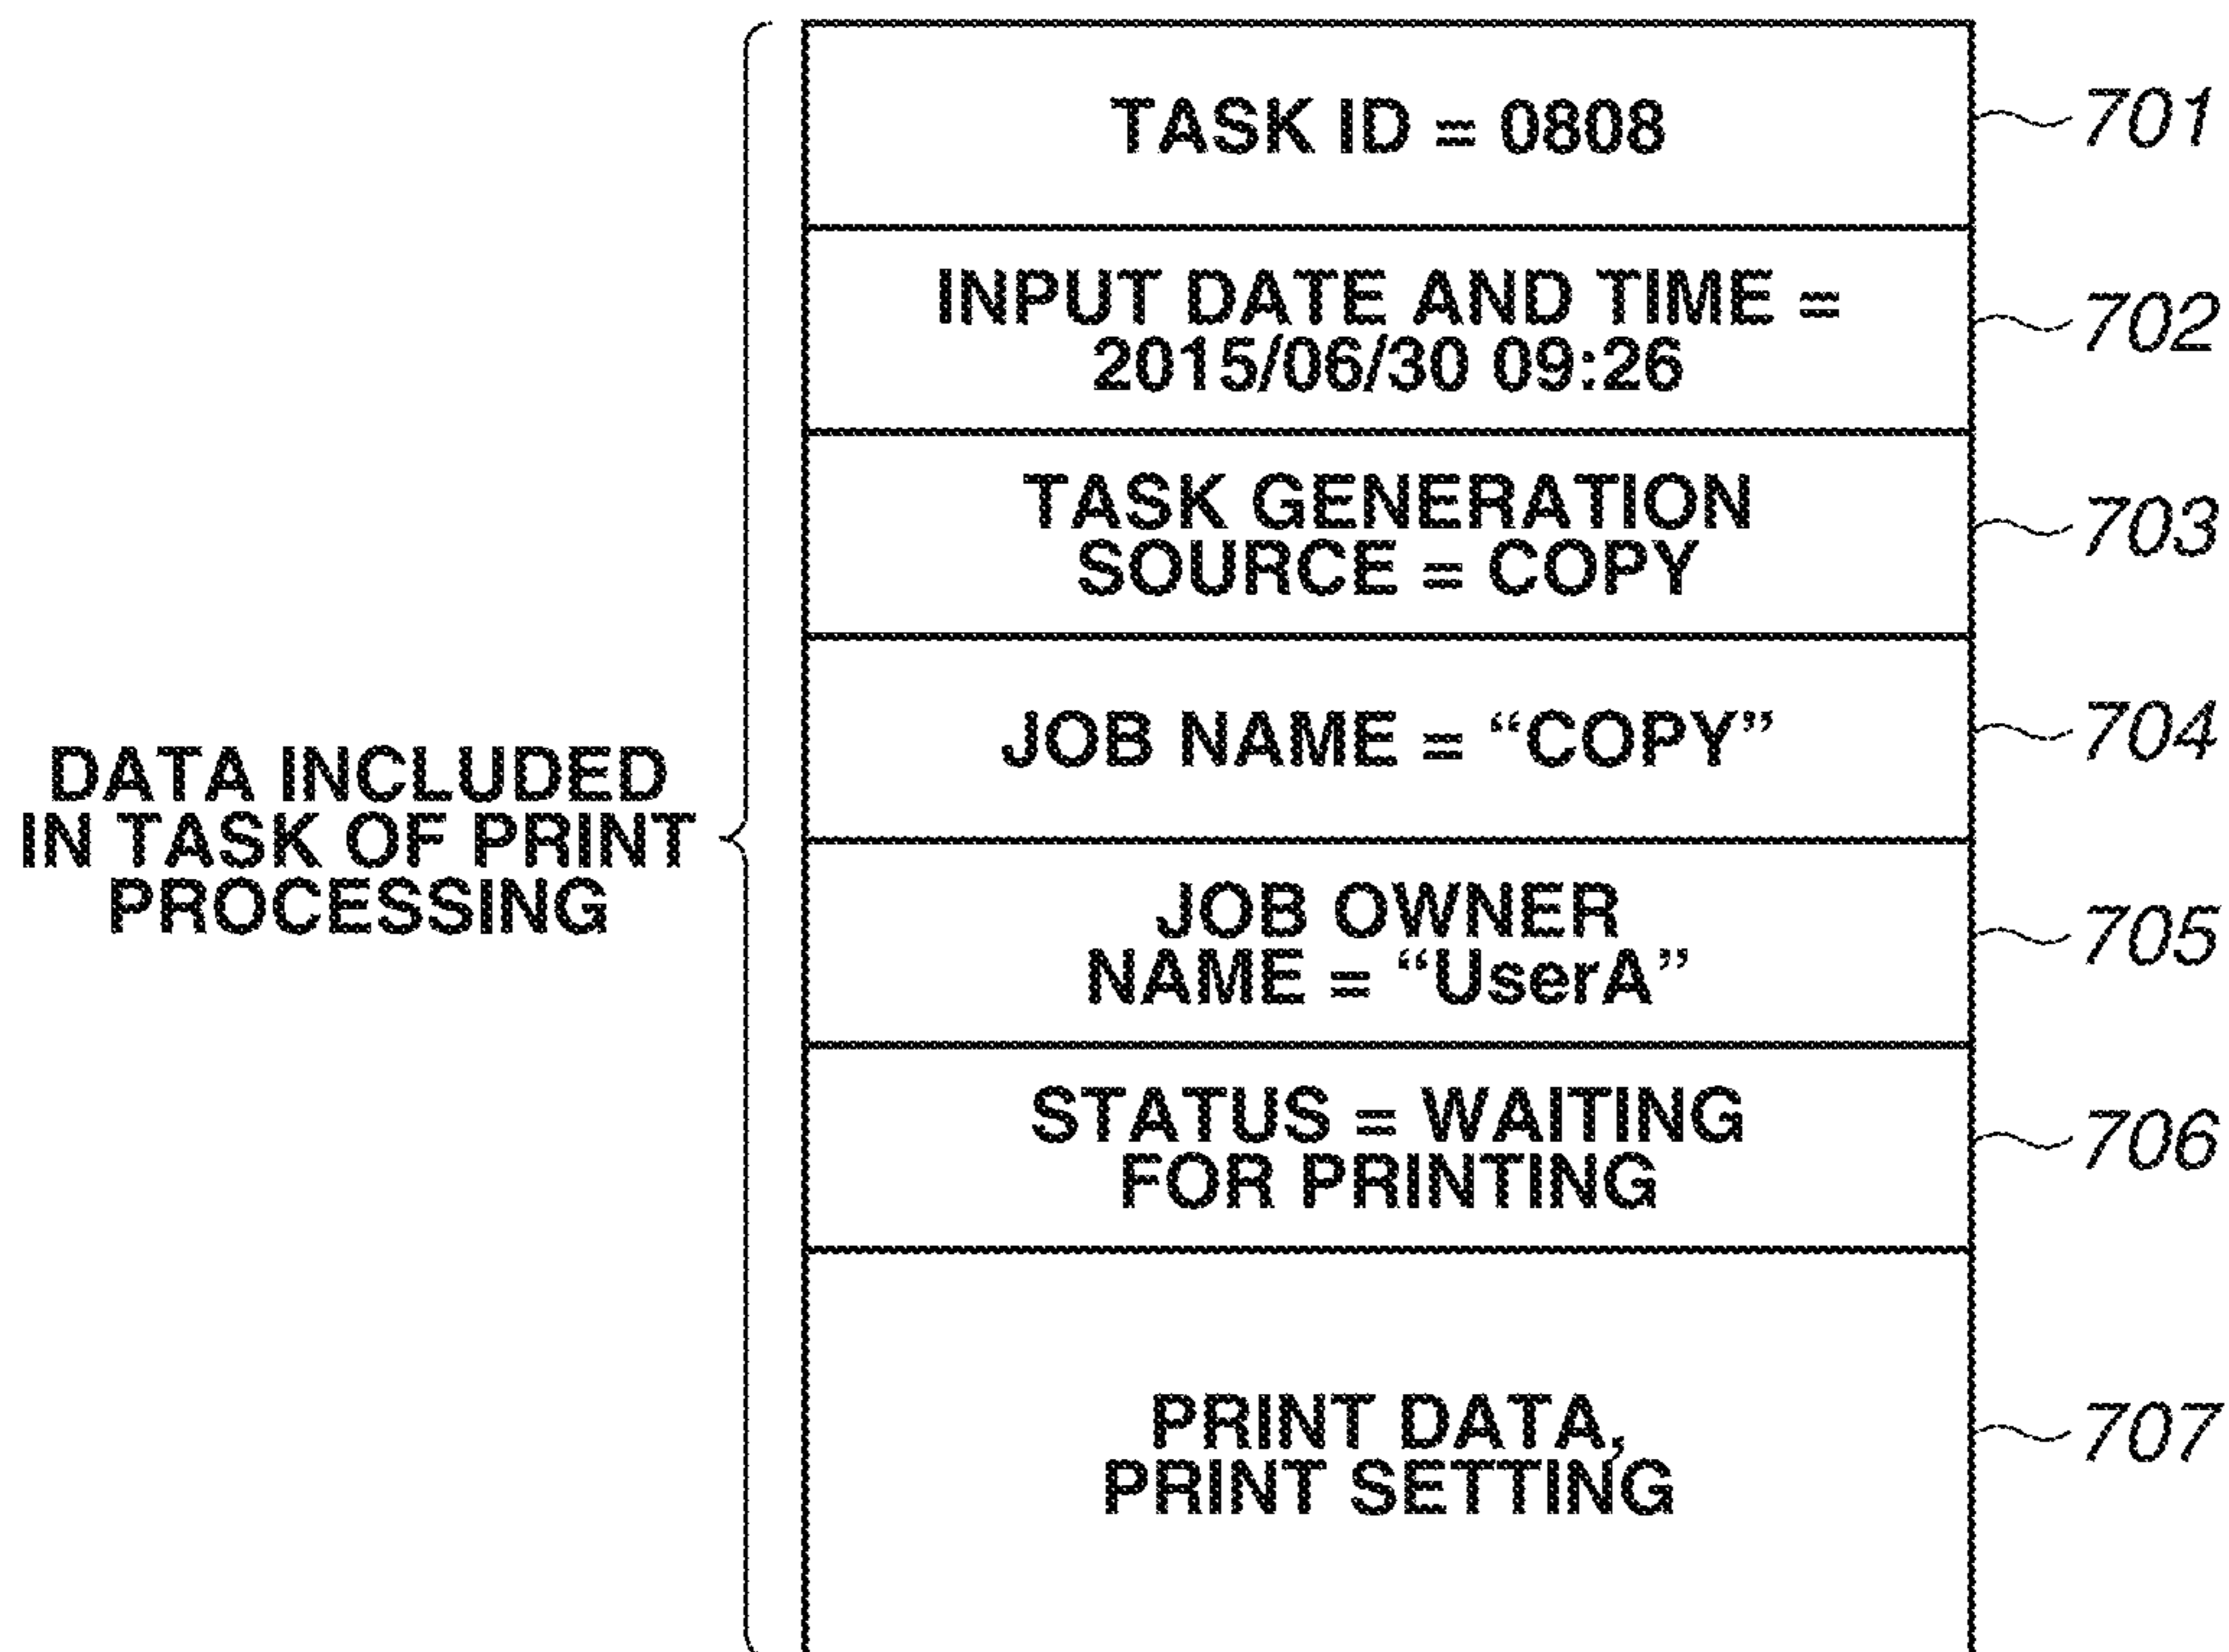 TASK ID = 0808
701
INPUT DATE AND TIME =
2015/06/30 09:26
702
TASK GENERATION
SOURCE = COPY
703
JOB NAME = “COPY”
704
DATA INCLUDED
IN TASK OF PRINT
PROCESSING
JOB OWNER
NAME = “UserA”
705
STATUS = WAITING
FOR PRINTING
706
PRINT DATA,
PRINT SETTING
707